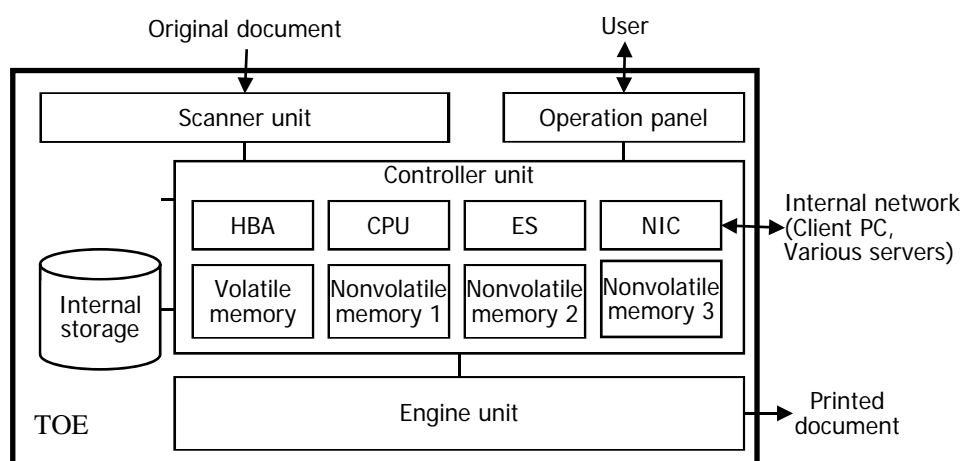 Original document
User
Scanner unit
Operation panel
Controller unit
HBA
CPU
ES
NIC
Internal network
(Client PC,
Various servers)
Internal
storage
Volatile
memory
Nonvolatile
memory 1
Nonvolatile
memory 2
Nonvolatile
memory 3
Engine unit
TOE
Printed
document